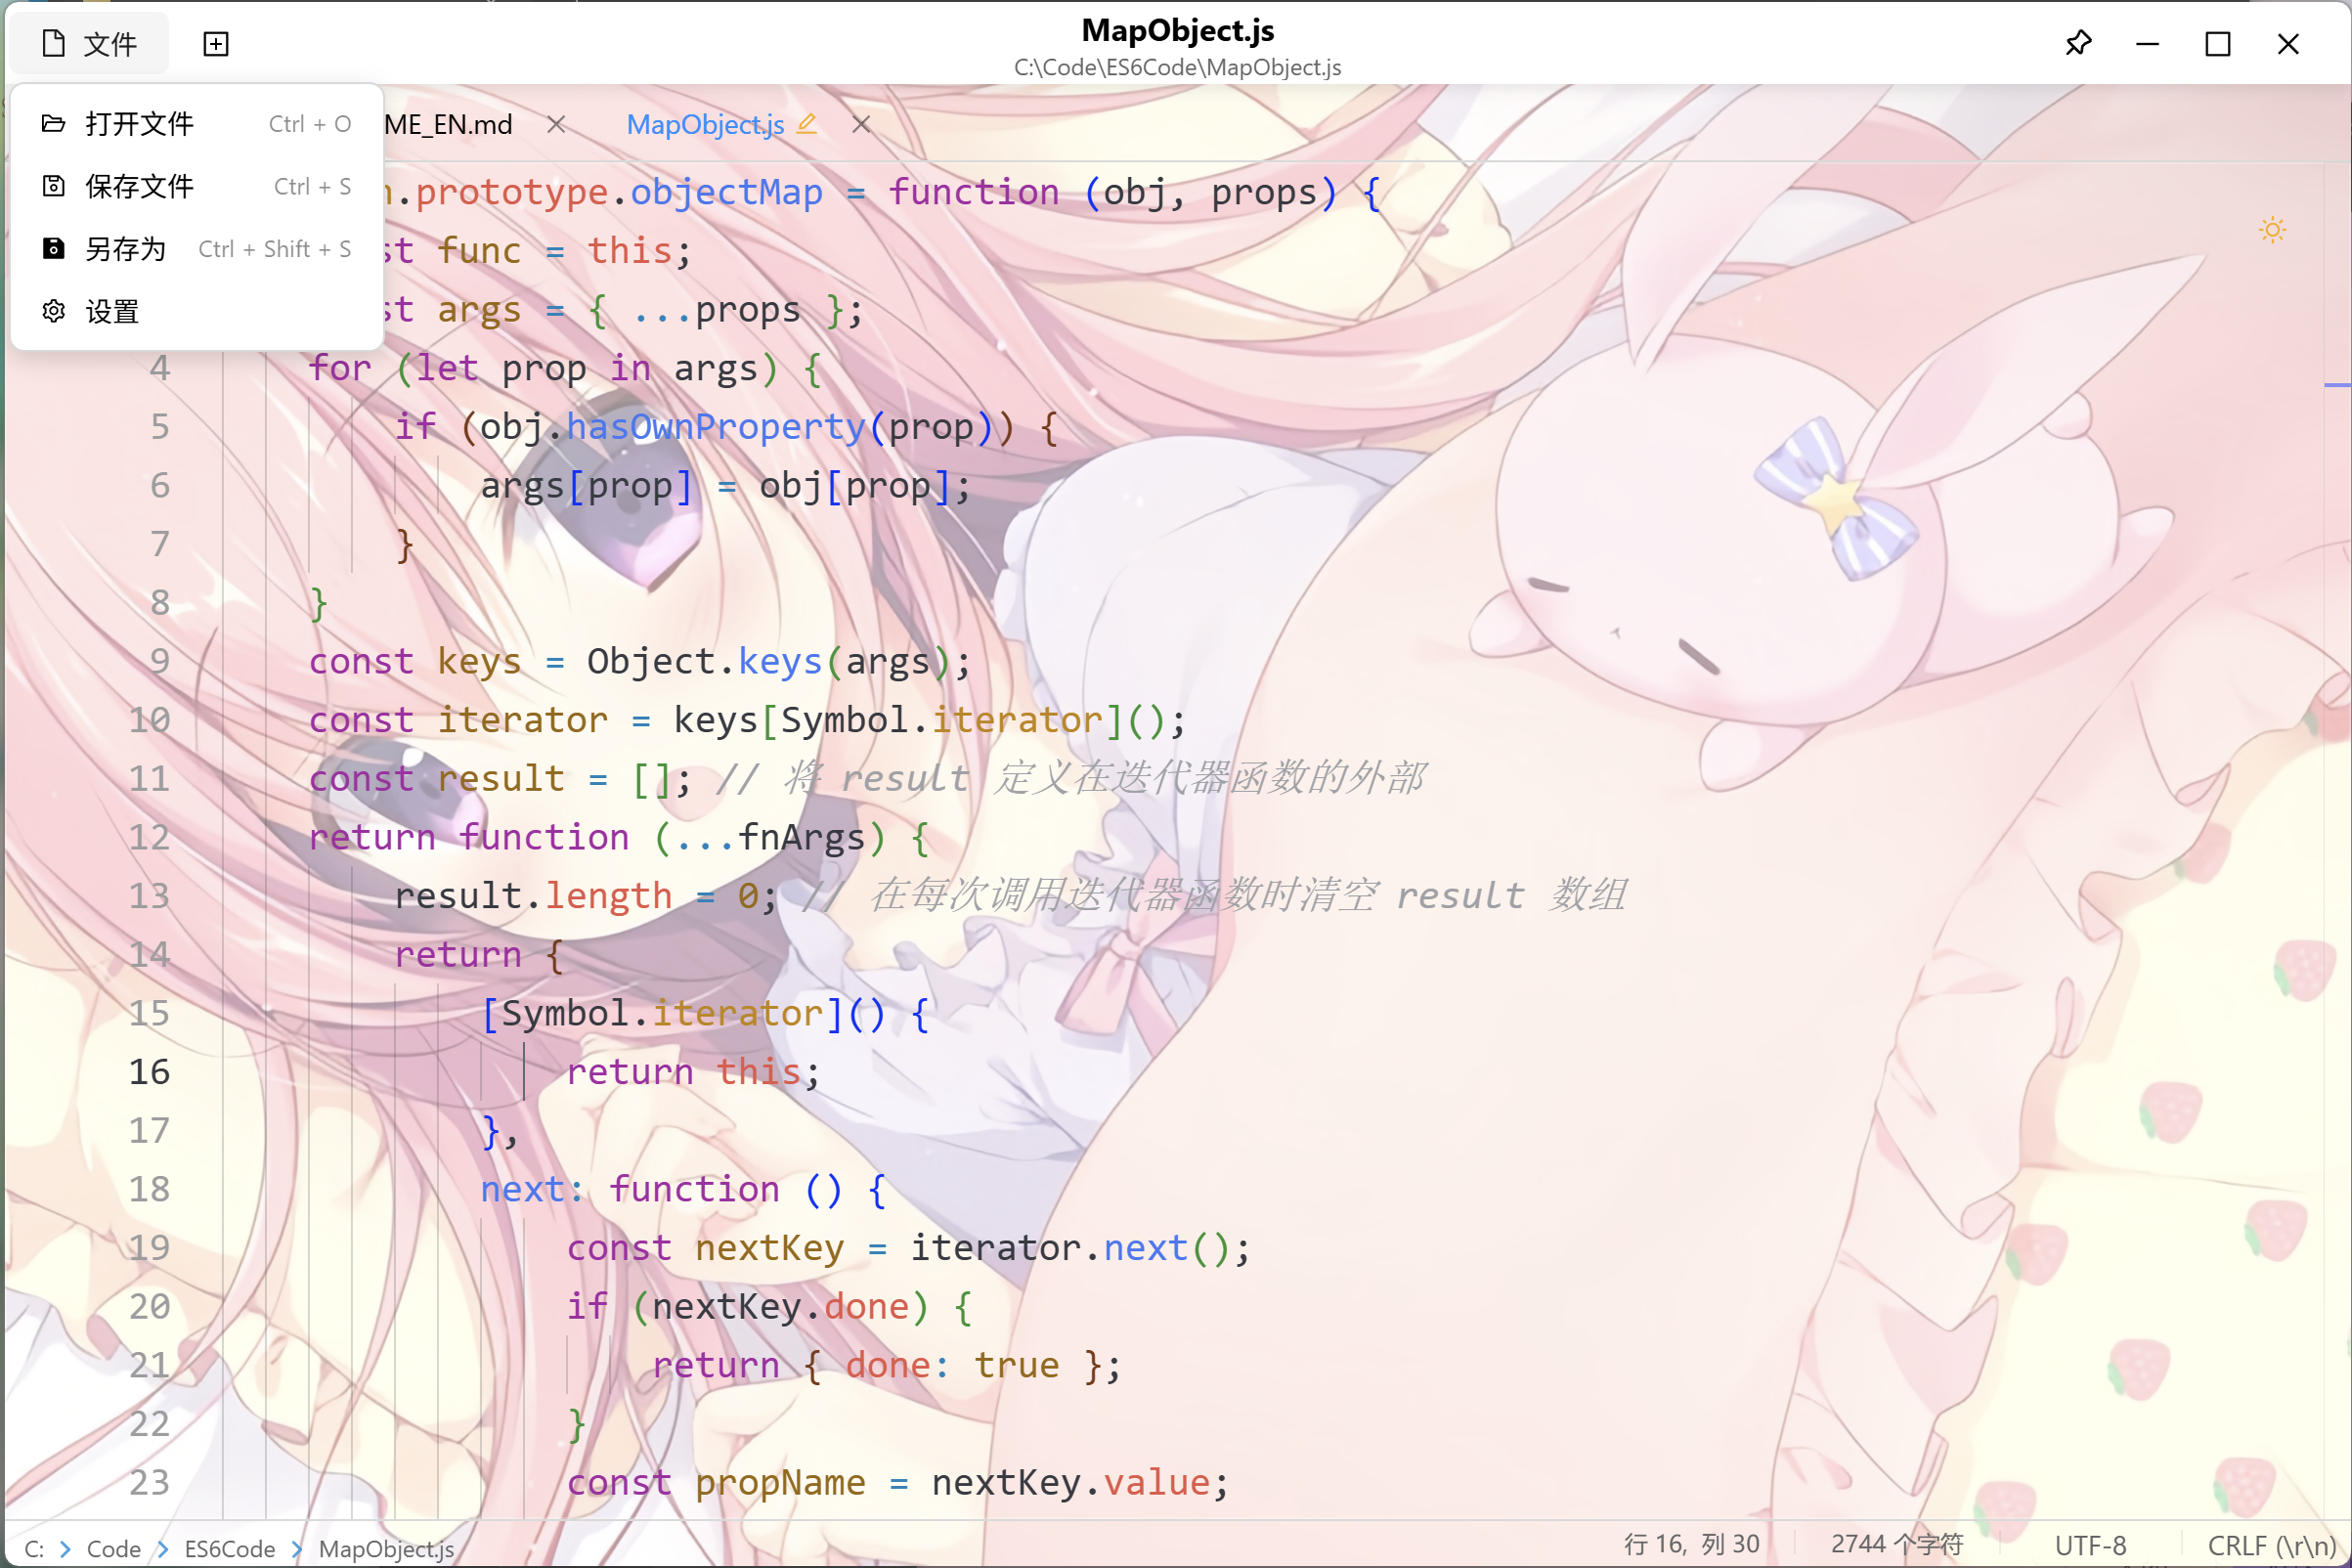 文件
MapObject.js
C:\Code\ES6Code\MapObject.js
打开文件 Ctrl + O
保存文件 Ctrl + S
另存为 Ctrl + Shift + S
设置
ME_EN.md
MapObject.js
.prototype.objectMap = function (obj, props) {
st func = this;
st args = { ...props };
4 for (let prop in args) {
5 if (obj.hasOwnProperty(prop)) {
6 args[prop] = obj[prop];
7 }
8 }
9 const keys = Object.keys(args);
10 const iterator = keys[Symbol.iterator]();
11 const result = []; // 将 result 定义在迭代器函数的外部
12 return function (...fnArgs) {
13 result.length = 0; // 在每次调用迭代器函数时清空 result 数组
14 return {
15 [Symbol.iterator]() {
16 return this;
17 },
18 next: function () {
19 const nextKey = iterator.next();
20 if (nextKey.done) {
21 return { done: true };
22 }
23 const propName = nextKey.value;
C: > Code > ES6Code > MapObject.js
行 16, 列 30 2744 个字符 UTF-8 CRLF (\r\n)